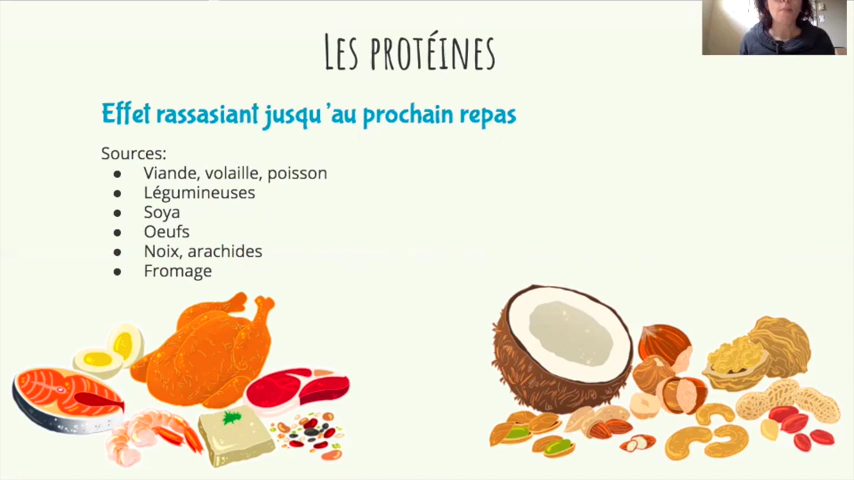 Les protéines
Effet rassasiant jusqu'au prochain repas
Sources:
● Viande, volaille, poisson
● Légumineuses
● Soya
● Oeufs
● Noix, arachides
● Fromage